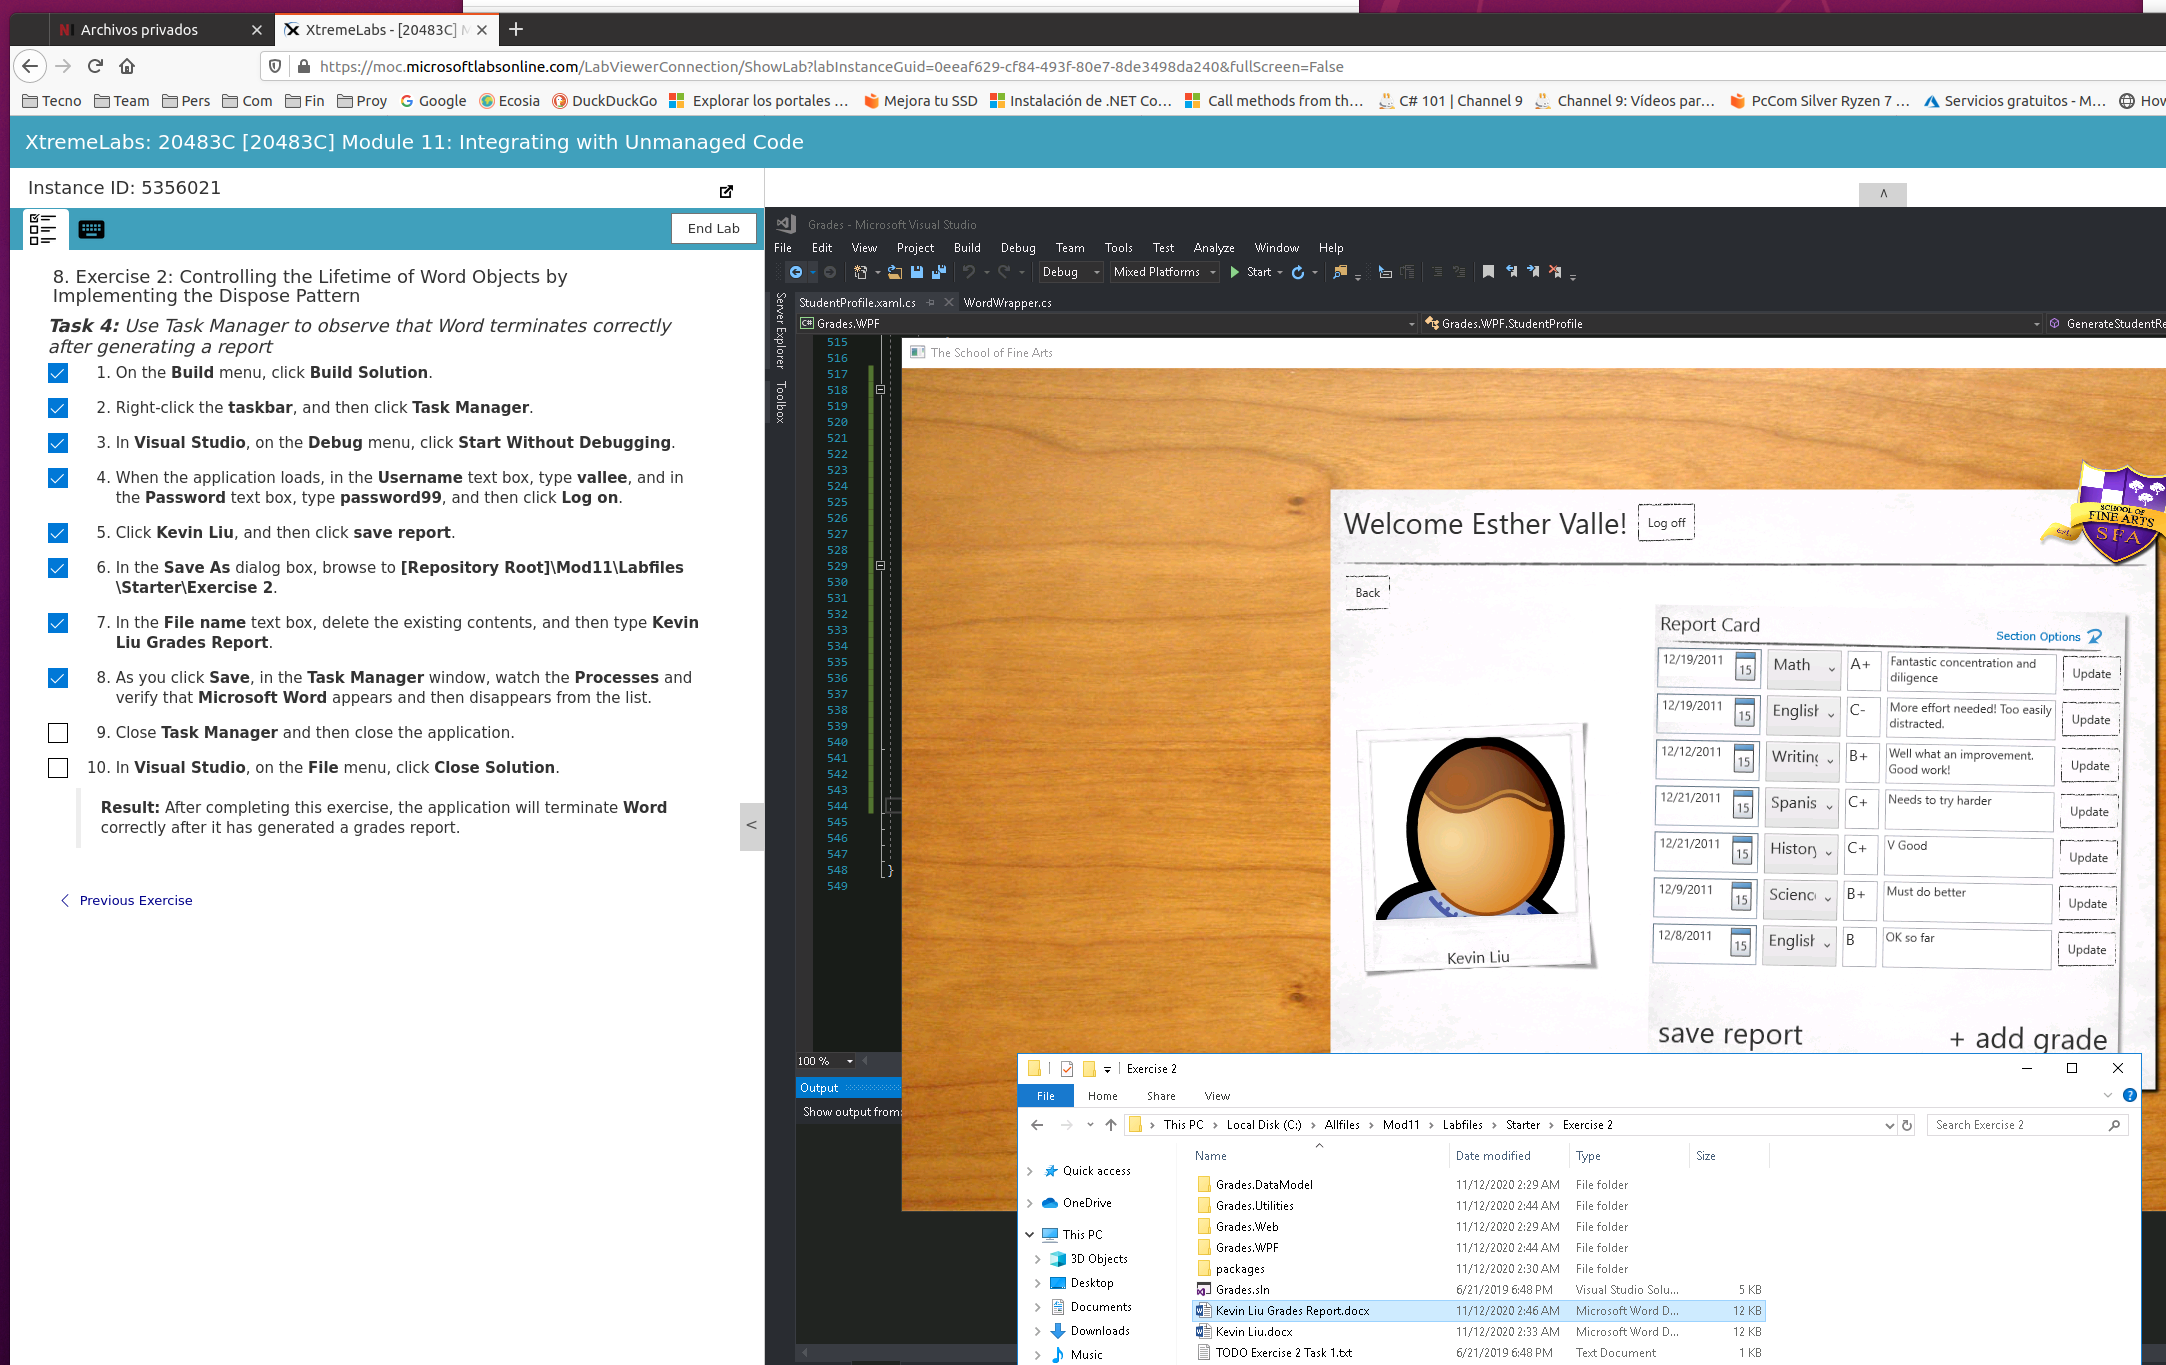 Archivos privados
XtremeLabs - [20483C] M
https://moc.microsoftlabsonline.com/LabViewerConnection/ShowLab?labInstanceGuid=0eeaf629-cf84-493f-80e7-8de3498da240&fullScreen=False
Tecno Team Pers Com Fin Proy Google Ecosia DuckDuckGo Explorar los portales ... Mejora tu SSD Instalación de .NET Co... Call methods from th... C# 101 | Channel 9 Channel 9: Vídeos par... PcCom Silver Ryzen 7 ... Servicios gratuitos - M... How
XtremeLabs: 20483C [20483C] Module 11: Integrating with Unmanaged Code
Instance ID: 5356021
End Lab
8. Exercise 2: Controlling the Lifetime of Word Objects by
Implementing the Dispose Pattern
Task 4: Use Task Manager to observe that Word terminates correctly
after generating a report
1. On the Build menu, click Build Solution.
2. Right-click the taskbar, and then click Task Manager.
3. In Visual Studio, on the Debug menu, click Start Without Debugging.
4. When the application loads, in the Username text box, type vallee, and in
the Password text box, type password99, and then click Log on.
5. Click Kevin Liu, and then click save report.
6. In the Save As dialog box, browse to [Repository Root]\Mod11\Labfiles
\Starter\Exercise 2.
7. In the File name text box, delete the existing contents, and then type Kevin
Liu Grades Report.
8. As you click Save, in the Task Manager window, watch the Processes and
verify that Microsoft Word appears and then disappears from the list.
9. Close Task Manager and then close the application.
10. In Visual Studio, on the File menu, click Close Solution.
Result: After completing this exercise, the application will terminate Word
correctly after it has generated a grades report.
< Previous Exercise
<
Grades - Microsoft Visual Studio
File Edit View Project Build Debug Team Tools Test Analyze Window Help
Debug Mixed Platforms Start
Server Explorer
Toolbox
StudentProfile.xaml.cs WordWrapper.cs
Grades.WPF Grades.WPF.StudentProfile GenerateStudentRe
515
516
517
518
519
520
521
522
523
524
525
526
527
528
529
530
531
532
533
534
535
536
537
538
539
540
541
542
543
544
545
546
547
548 }
549
100 %
Output
Show output from:
The School of Fine Arts
Welcome Esther Valle! Log off
SCHOOL OF
FINE ARTS
SFA
Back
Kevin Liu
Report Card
Section Options
12/19/2011 15 Math A+ Fantastic concentration and
diligence Update
12/19/2011 15 English C- More effort needed! Too easily
distracted. Update
12/12/2011 15 Writing B+ Well what an improvement.
Good work! Update
12/21/2011 15 Spanis C+ Needs to try harder Update
12/21/2011 15 History C+ V Good Update
12/9/2011 15 Scienc B+ Must do better Update
12/8/2011 15 English B OK so far Update
save report + add grade
Exercise 2
File Home Share View
This PC > Local Disk (C:) > Allfiles > Mod11 > Labfiles > Starter > Exercise 2 Search Exercise 2
Quick access
OneDrive
This PC
3D Objects
Desktop
Documents
Downloads
Music
Name Date modified Type Size
Grades.DataModel 11/12/2020 2:29 AM File folder
Grades.Utilities 11/12/2020 2:44 AM File folder
Grades.Web 11/12/2020 2:29 AM File folder
Grades.WPF 11/12/2020 2:44 AM File folder
packages 11/12/2020 2:30 AM File folder
Grades.sln 6/21/2019 6:48 PM Visual Studio Solu... 5 KB
Kevin Liu Grades Report.docx 11/12/2020 2:46 AM Microsoft Word D... 12 KB
Kevin Liu.docx 11/12/2020 2:33 AM Microsoft Word D... 12 KB
TODO Exercise 2 Task 1.txt 6/21/2019 6:48 PM Text Document 1 KB